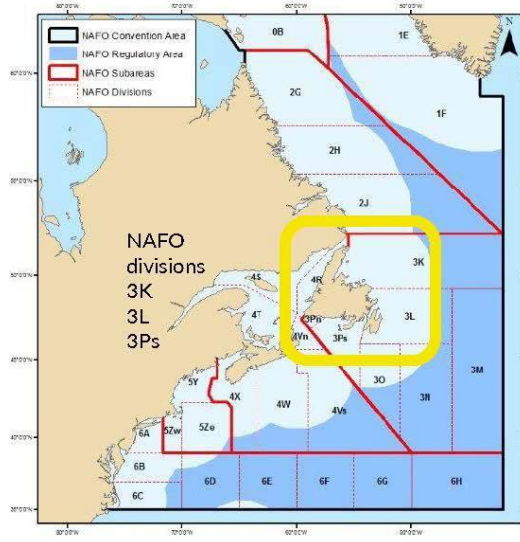 NAFO Convention Area
NAFO Regulatory Area
NAFO Subareas
NAFO Divisions
N
0B
1E
2G
1F
2H
2J
NAFO
divisions
3K
3L
3Ps
3K
4S
4R
3L
4T
3Pn
3Ps
4Vn
3M
5Y
4X
4W
4Vs
3O
3N
6A
5Zw
5Ze
6B
6C
6D
6E
6F
6G
6H